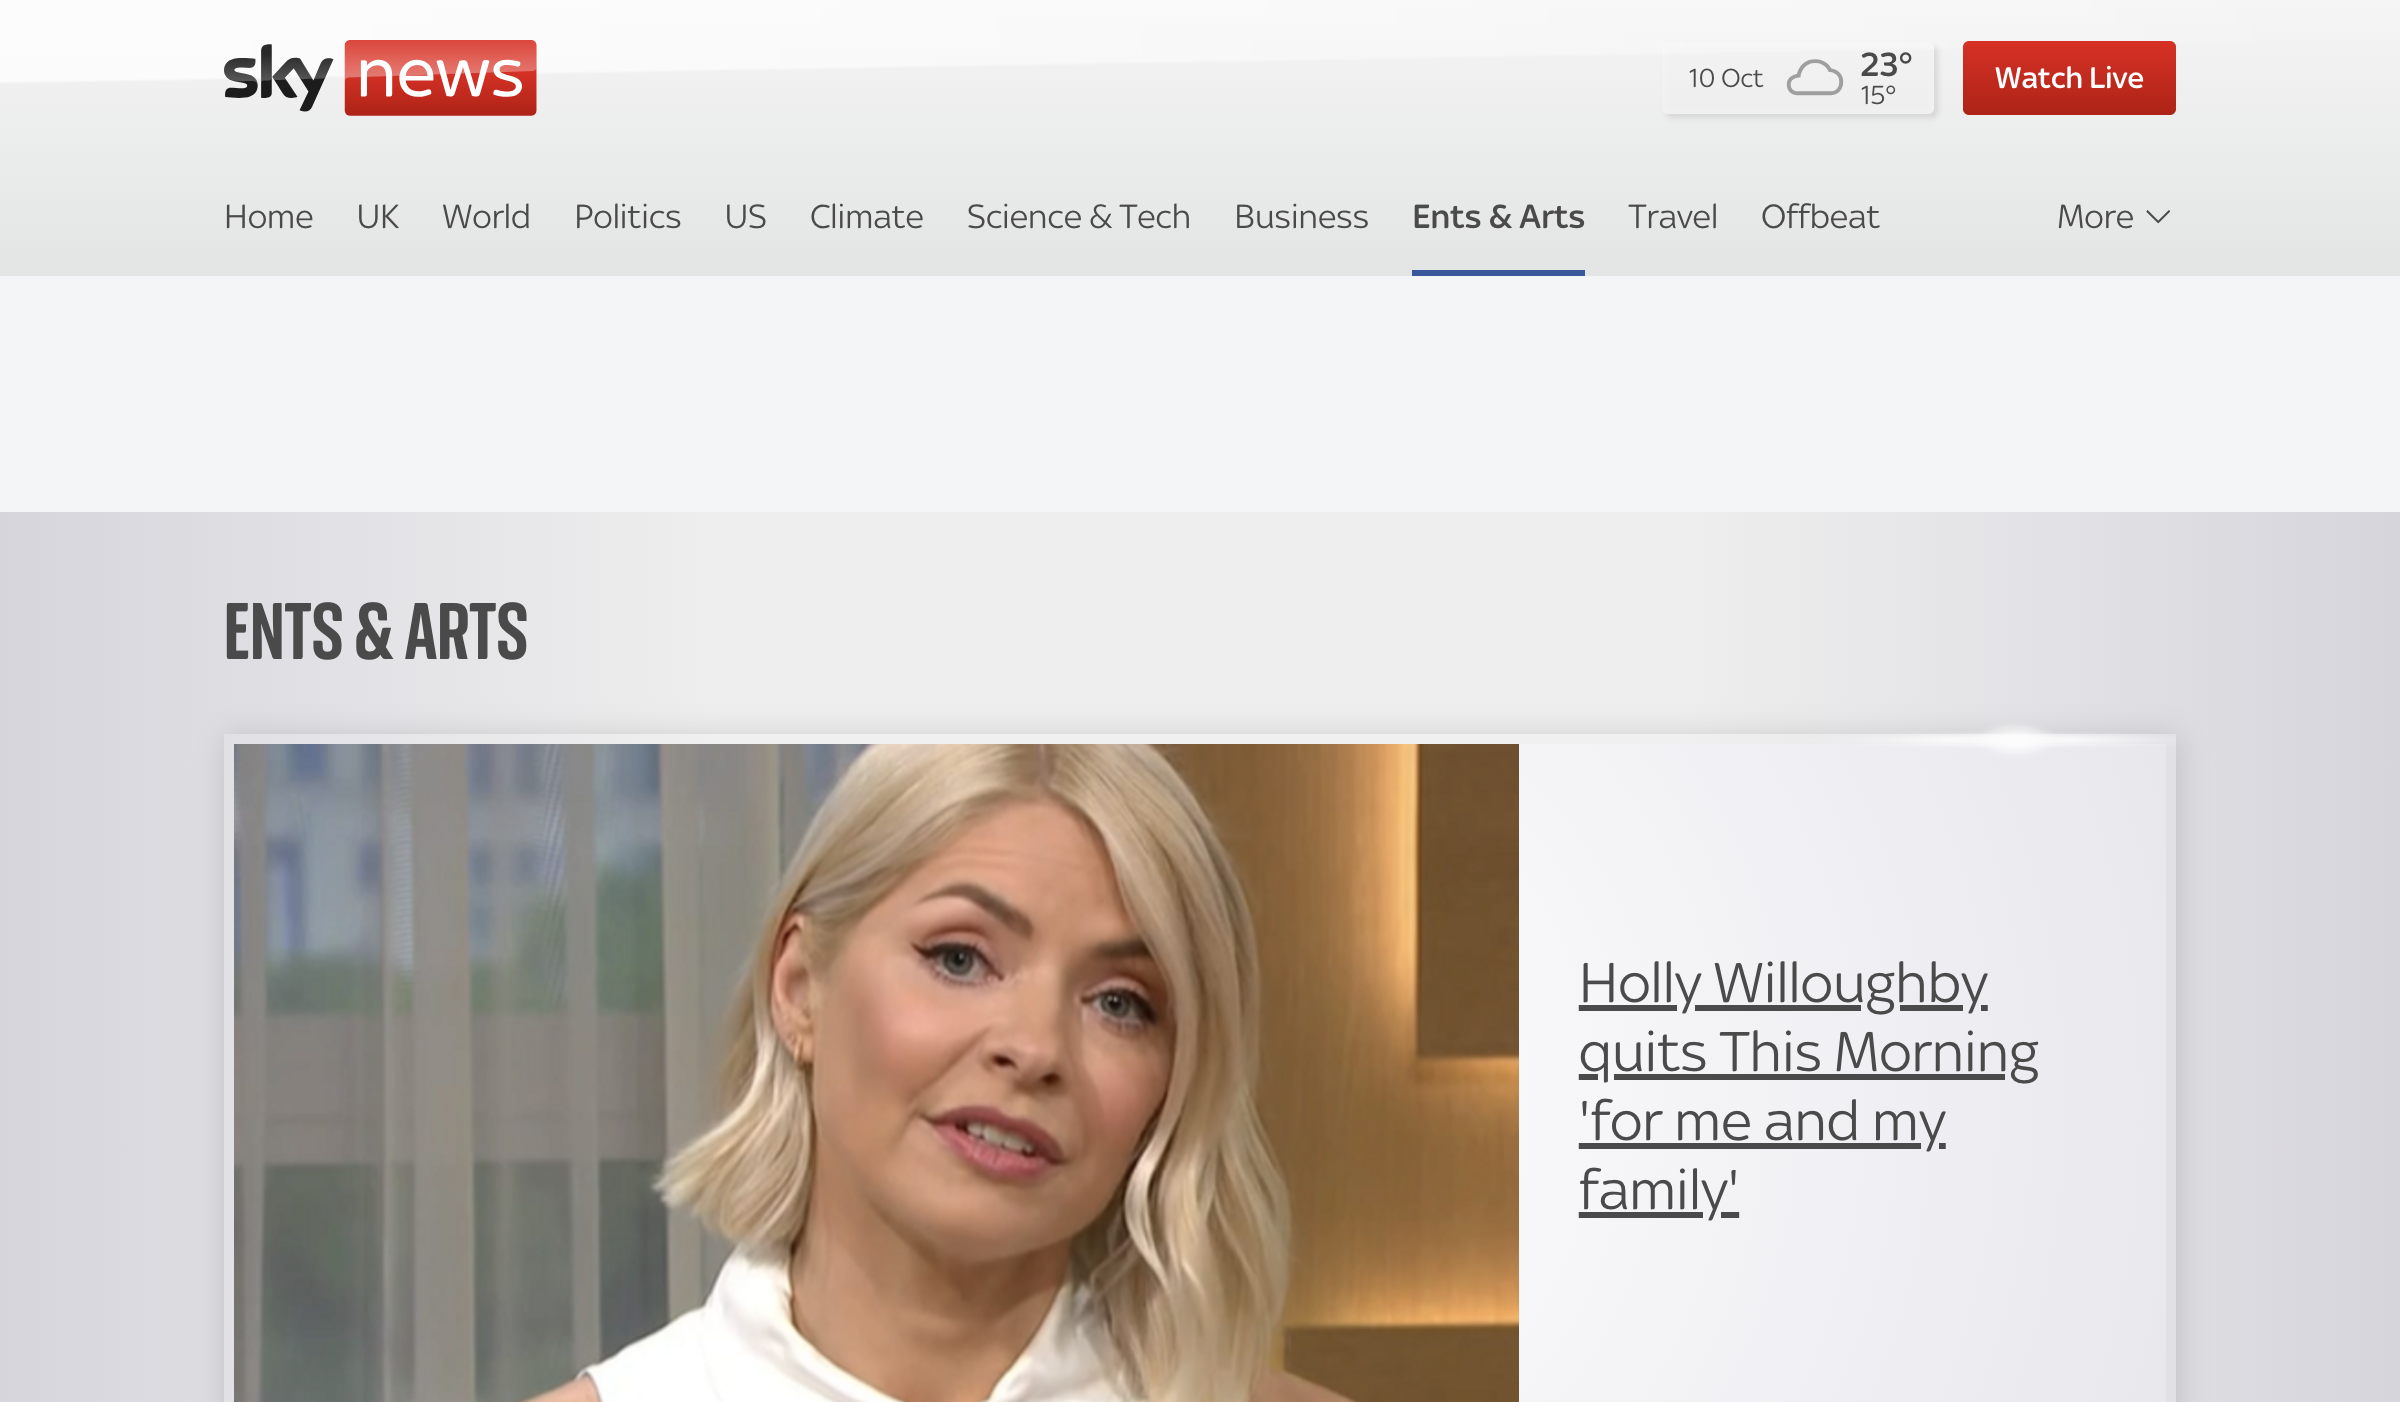 sky news
10 Oct
23°
15°
Watch Live
Home UK World Politics US Climate Science & Tech Business Ents & Arts Travel Offbeat More
ENTS & ARTS
Holly Willoughby
quits This Morning
'for me and my
family'